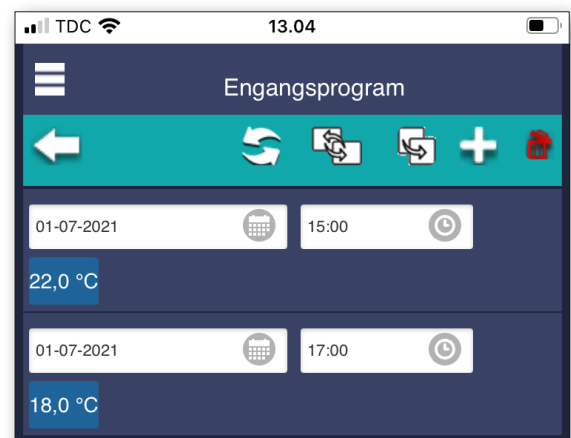 TDC 13.04
Engangsprogram
01-07-2021 15:00
22,0 °C
01-07-2021 17:00
18,0 °C